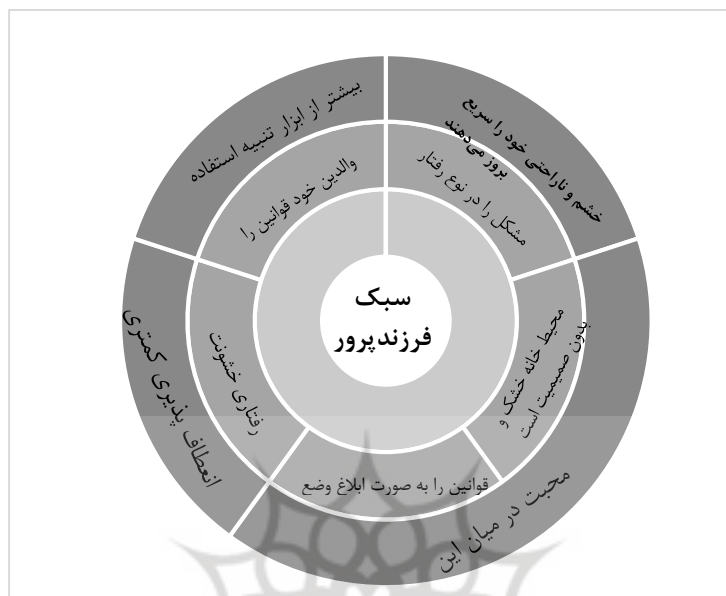 سبک
فرزندپرور
خشم و ناراحتی خود را سریع
بروز می‌دهند
مشکل را در نوع رفتار
محیط خانه خشک و
بدون صمیمیت است
محبت در میان این
قوانین را به صورت ابلاغ وضع
رفتاری خشونت
انعطاف پذیری کمتری
والدین خود قوانین را
بیشتر از ابزار تنبیه استفاده